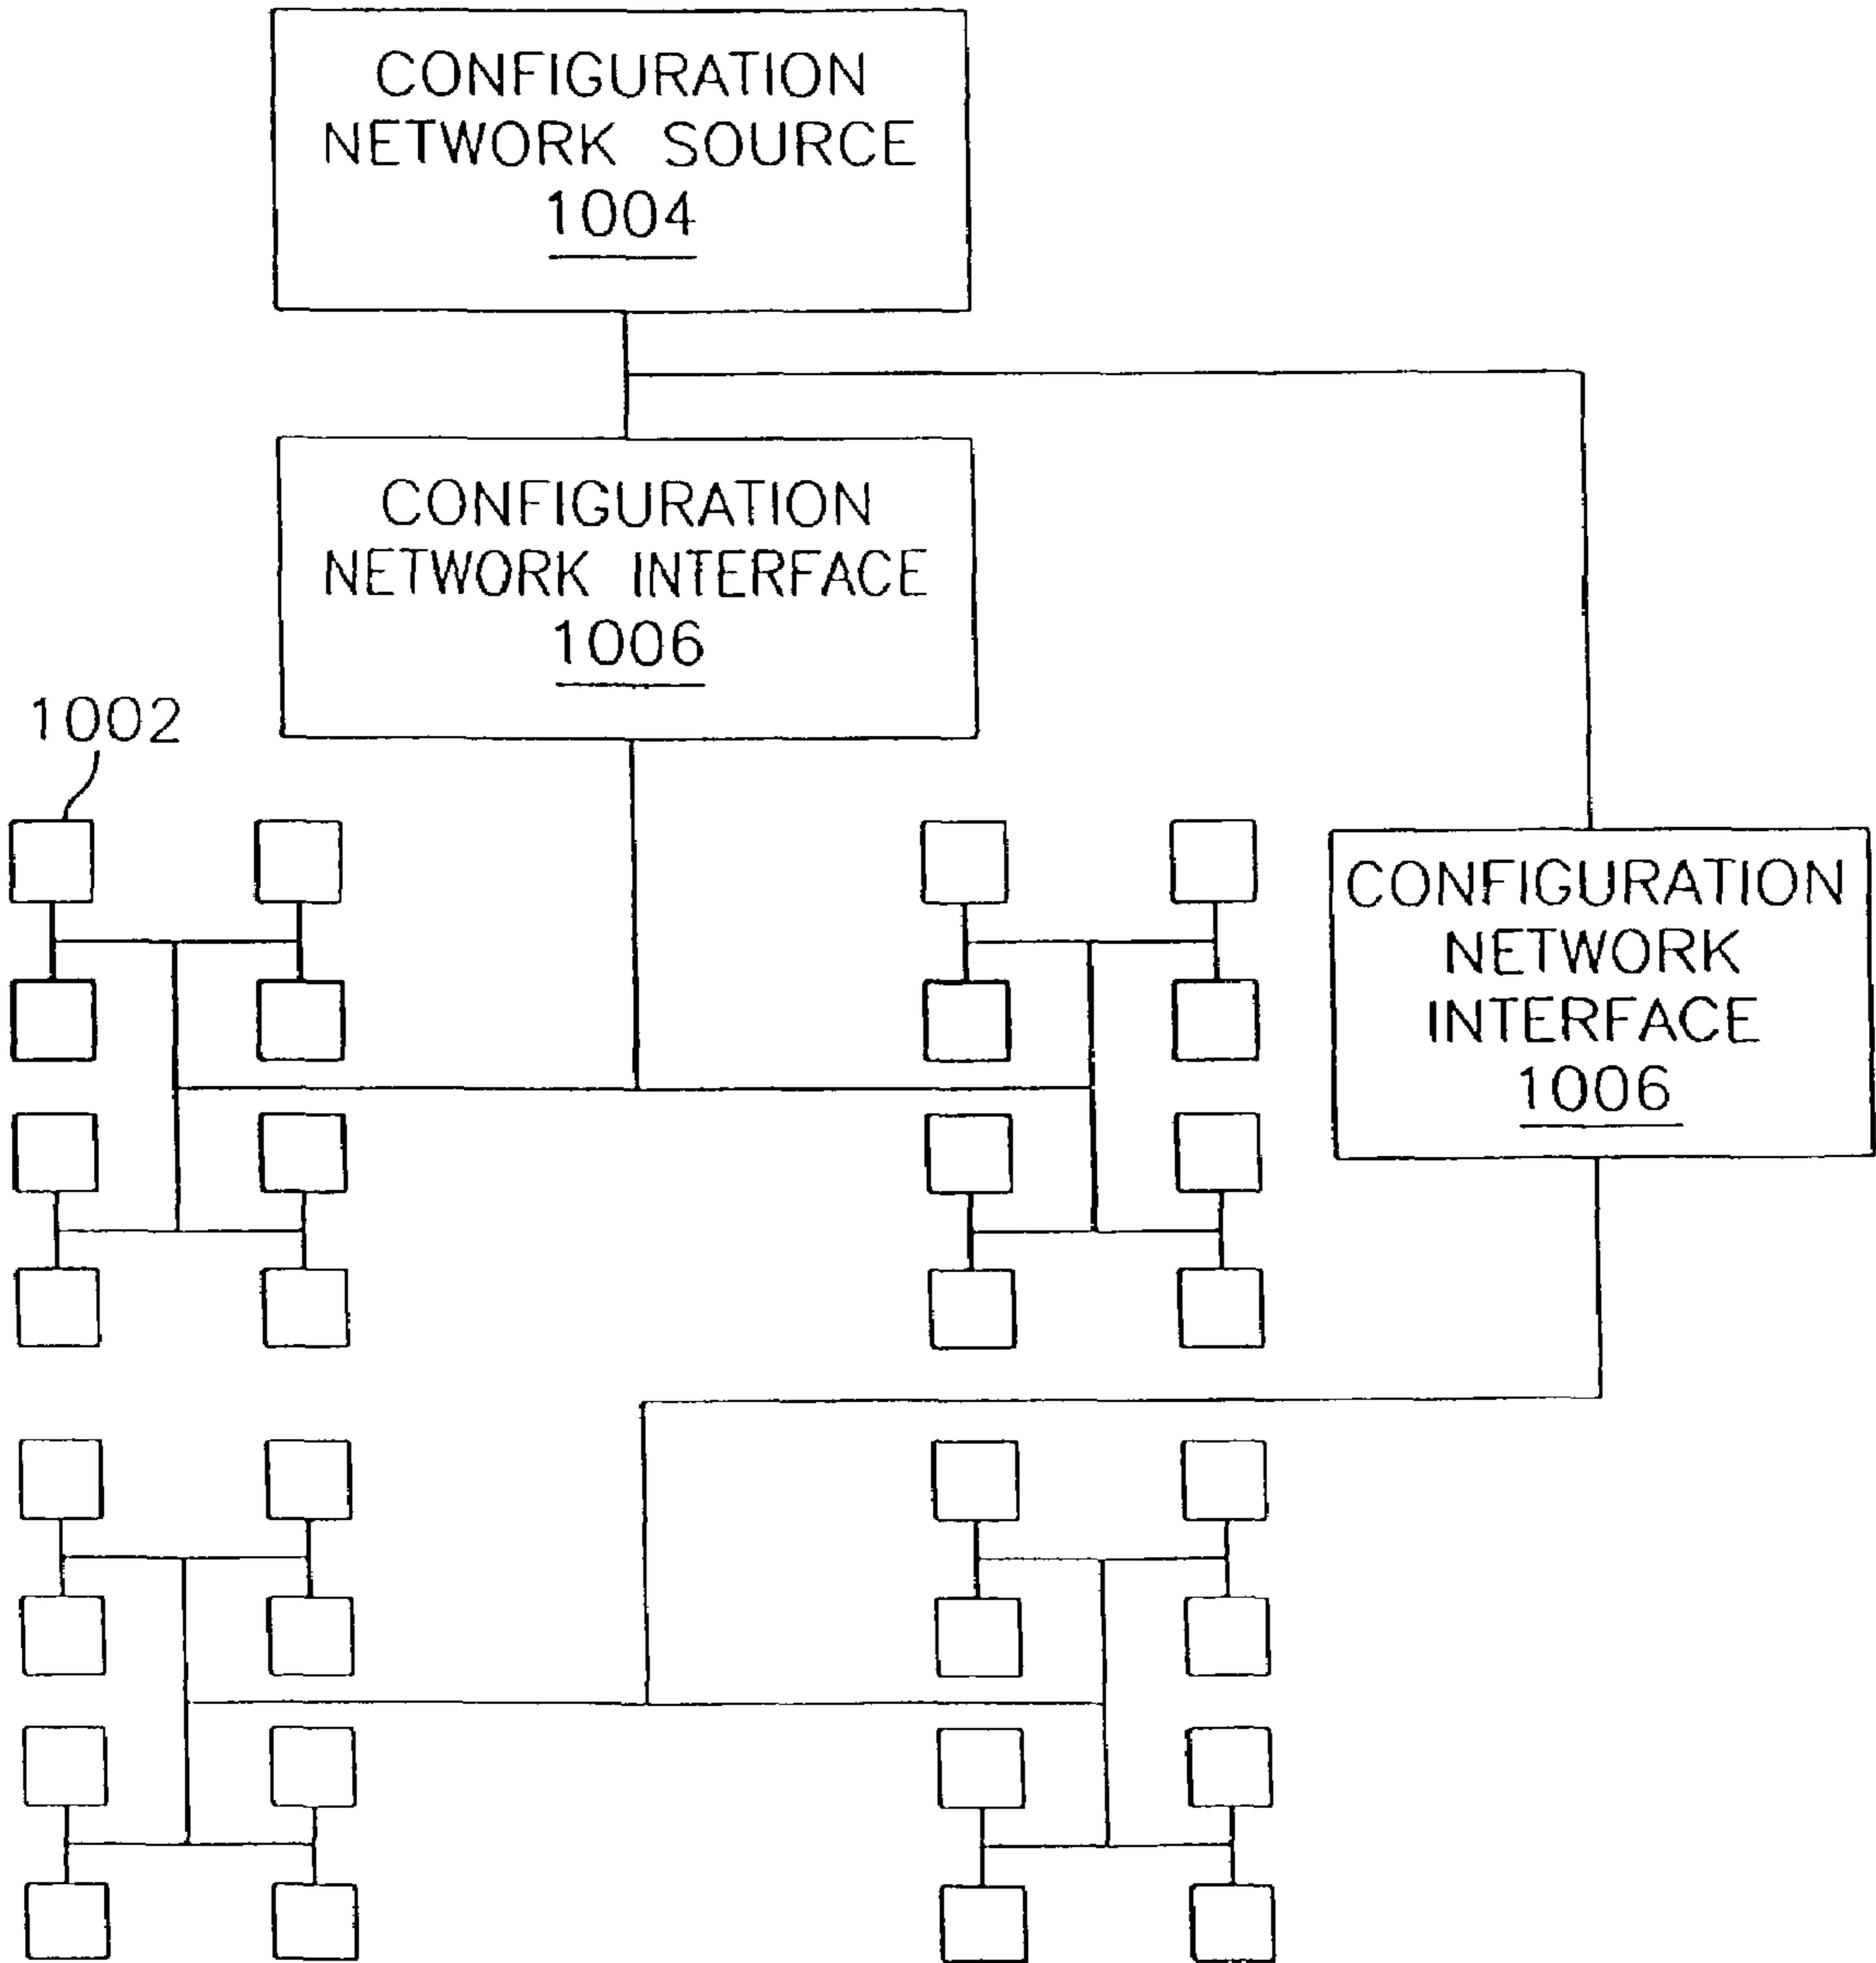 CONFIGURATION
NETWORK SOURCE
1004
CONFIGURATION
NETWORK INTERFACE
1006
1002
CONFIGURATION
NETWORK
INTERFACE
1006